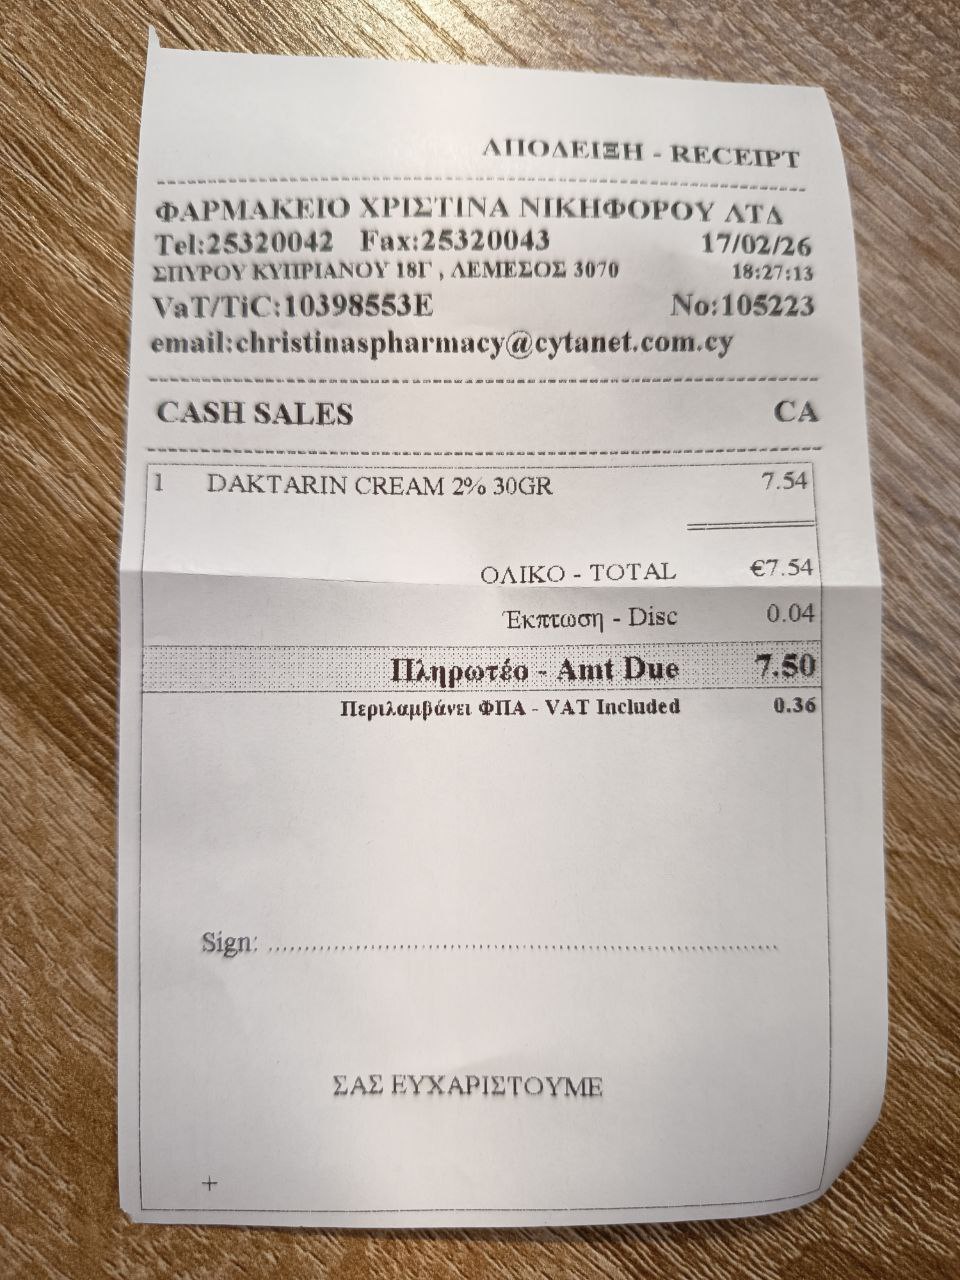 ΑΠΟΔΕΙΞΗ - RECEIPT
ΦΑΡΜΑΚΕΙΟ ΧΡΙΣΤΙΝΑ ΝΙΚΗΦΟΡΟΥ ΛΤΔ
Tel:25320042 Fax:25320043 17/02/26
ΣΠΥΡΟΥ ΚΥΠΡΙΑΝΟΥ 18Γ , ΛΕΜΕΣΟΣ 3070 18:27:13
VaT/TiC:10398553E No:105223
email:christinaspharmacy@cytanet.com.cy
CASH SALES CA
1 DAKTARIN CREAM 2% 30GR 7.54
ΟΛΙΚΟ - TOTAL €7.54
Έκπτωση - Disc 0.04
Πληρωτέο - Amt Due 7.50
Περιλαμβάνει ΦΠΑ - VAT Included 0.36
Sign: ........................................................................
ΣΑΣ ΕΥΧΑΡΙΣΤΟΥΜΕ
+